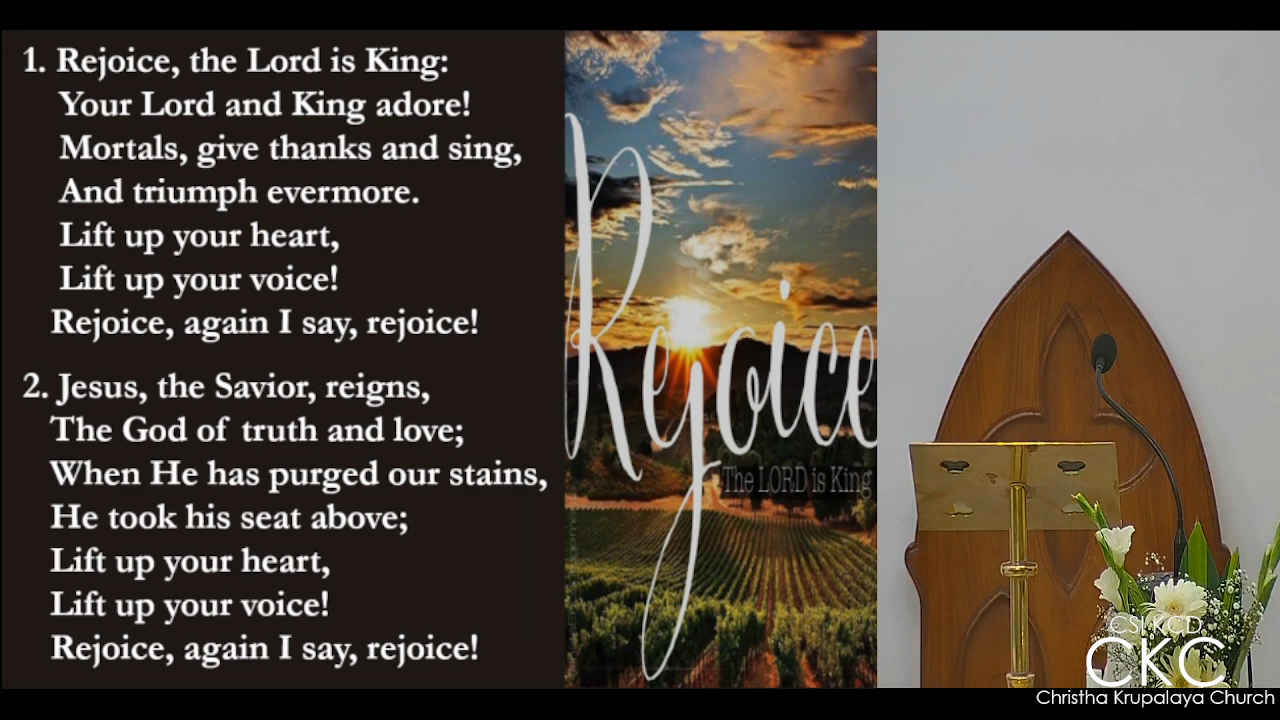 1. Rejoice, the Lord is King:
Your Lord and King adore!
Mortals, give thanks and sing,
And triumph evermore.
Lift up your heart,
Lift up your voice!
Rejoice, again I say, rejoice!
2. Jesus, the Savior, reigns,
The God of truth and love;
When He has purged our stains,
He took his seat above;
Lift up your heart,
Lift up your voice!
Rejoice, again I say, rejoice!
Rejoice
The LORD is King
CSI KCD
CKC
Christha Krupalaya Church